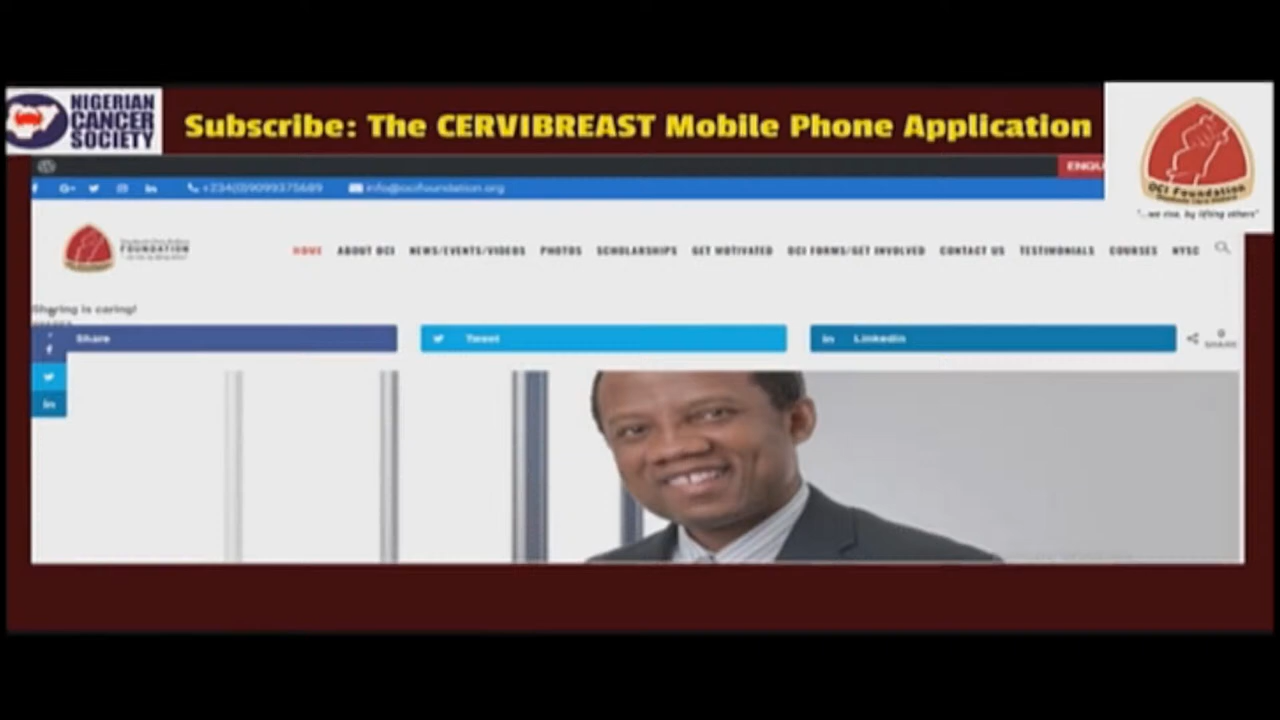 NIGERIAN
CANCER
SOCIETY
Subscribe: The CERVIBREAST Mobile Phone Application
OCI Foundation
"...we rise, by lifting others"
+234(0)9099375689 info@ocifoundation.org
FOUNDATION
HOME ABOUT OCI NEWS/EVENTS/VIDEOS PHOTOS SCHOLARSHIPS GET MOTIVATED OCI FORMS/GET INVOLVED CONTACT US TESTIMONIALS COURSES NYSC
Sharing is caring!
Share Tweet LinkedIn 0
SHARE